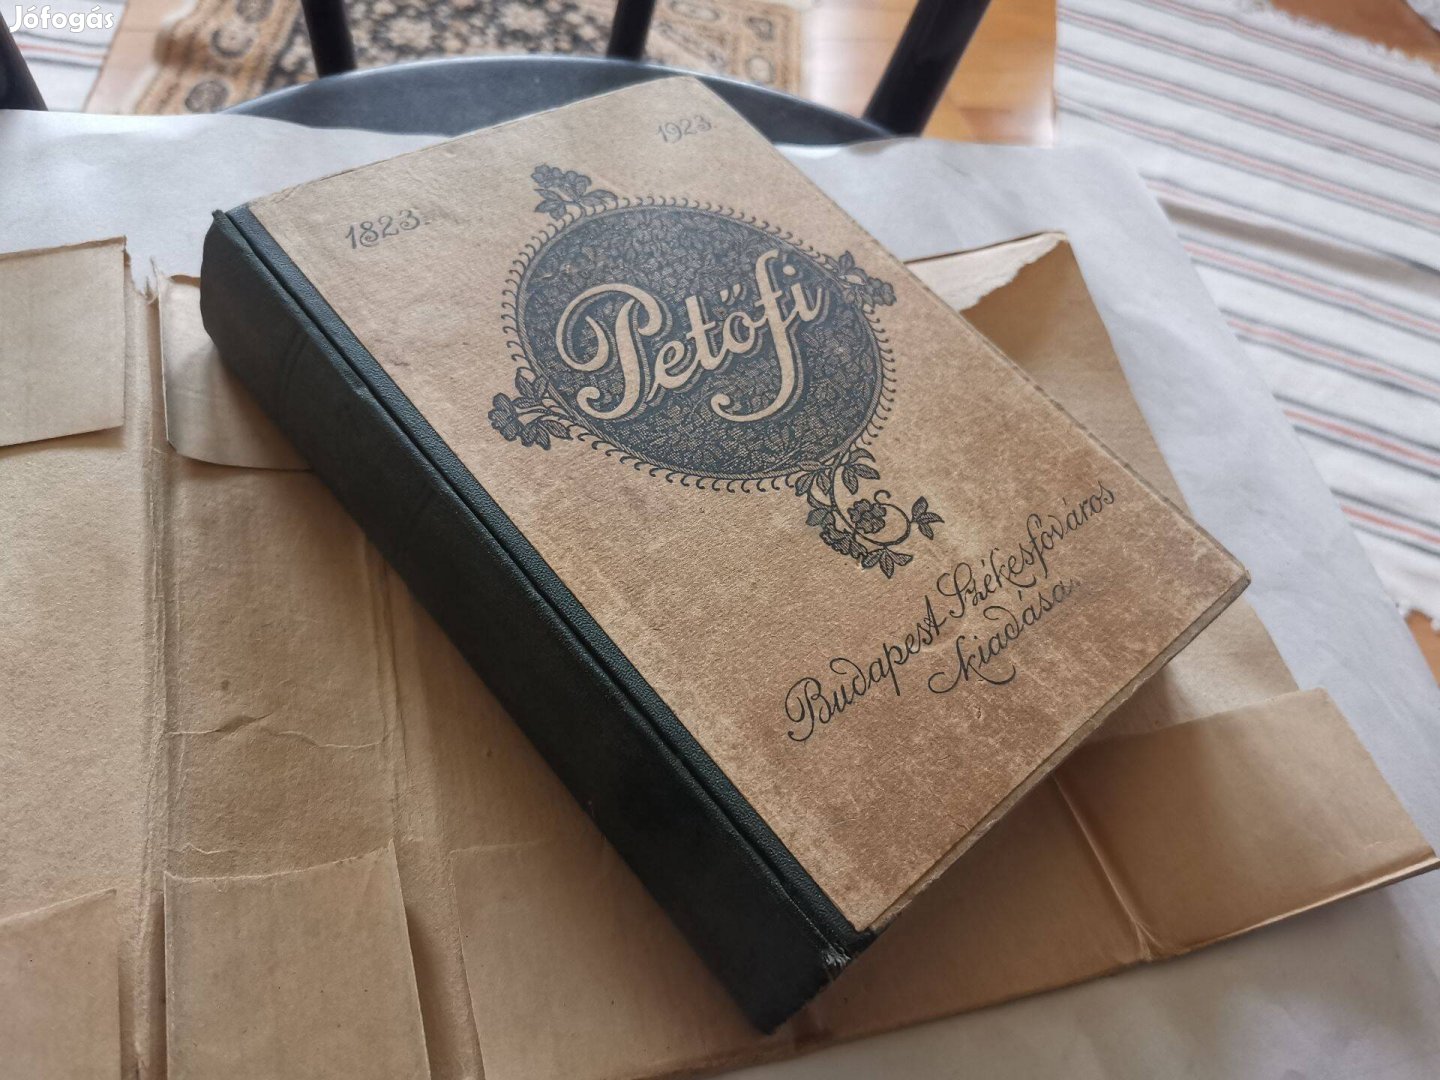 Jófogás
1823.
1923.
Petőfi
Budapest Székesfőváros
kiadása.